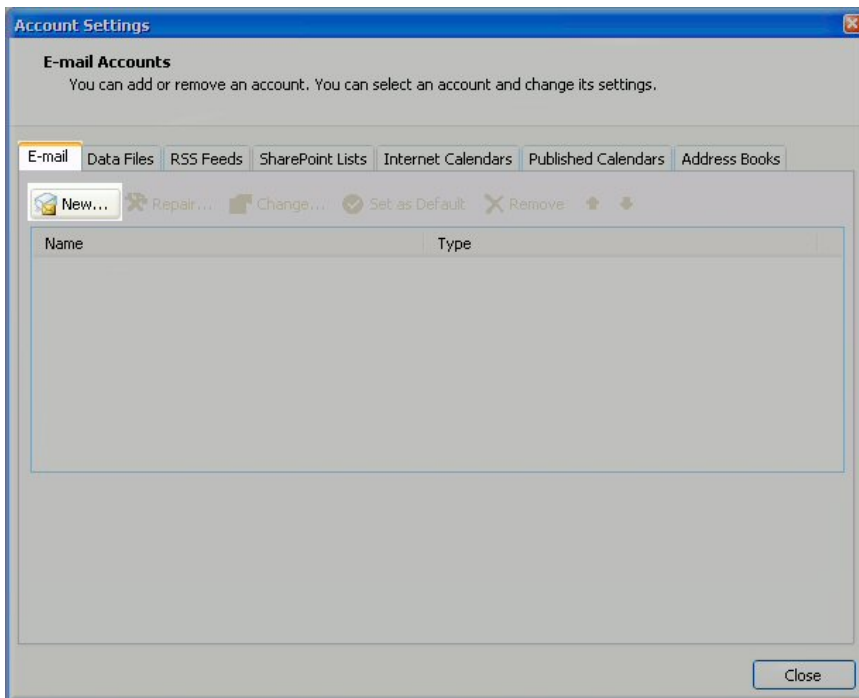 Account Settings
E-mail Accounts
You can add or remove an account. You can select an account and change its settings.
E-mail Data Files RSS Feeds SharePoint Lists Internet Calendars Published Calendars Address Books
New... Repair... Change... Set as Default Remove
Name Type
Close